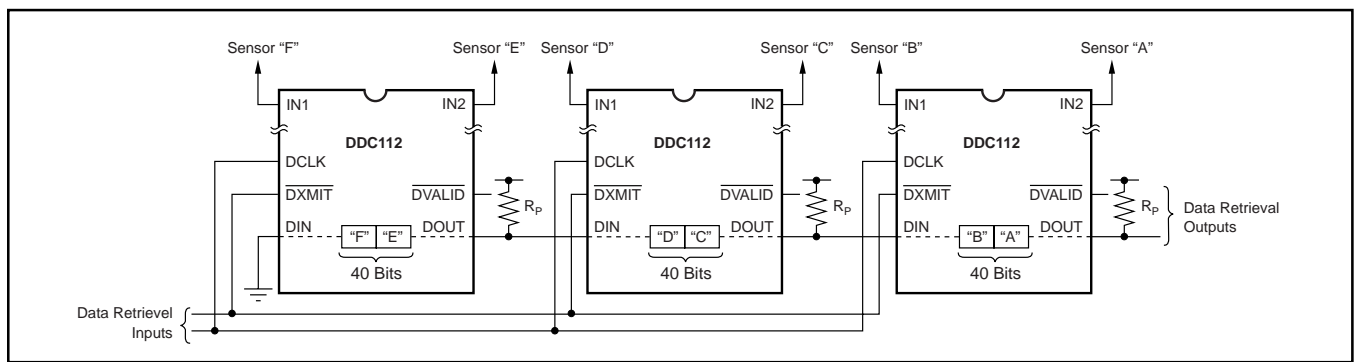 Sensor “F” Sensor “E” Sensor “D” Sensor “C” Sensor “B” Sensor “A”
IN1 IN2 IN1 IN2 IN1 IN2
DDC112 DDC112 DDC112
DCLK DCLK DCLK
DXMIT DVALID RP DXMIT DVALID RP DXMIT DVALID RP Data Retrieval
Outputs
DIN “F” “E” DOUT DIN “D” “C” DOUT DIN “B” “A” DOUT
40 Bits 40 Bits 40 Bits
Data Retrievel
Inputs